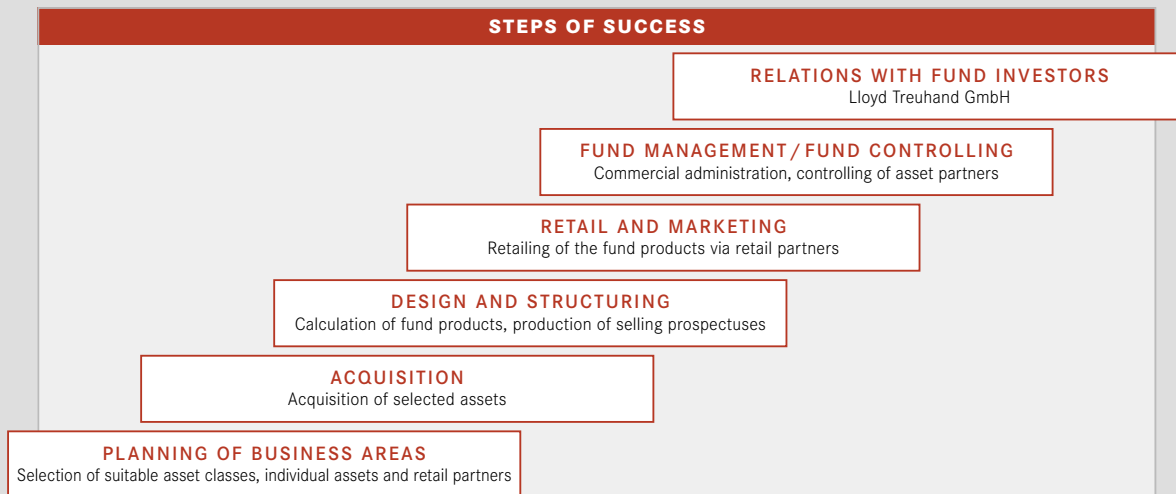 STEPS OF SUCCESS
RELATIONS WITH FUND INVESTORS
Lloyd Treuhand GmbH
FUND MANAGEMENT/FUND CONTROLLING
Commercial administration, controlling of asset partners
RETAIL AND MARKETING
Retailing of the fund products via retail partners
DESIGN AND STRUCTURING
Calculation of fund products, production of selling prospectuses
ACQUISITION
Acquisition of selected assets
PLANNING OF BUSINESS AREAS
Selection of suitable asset classes, individual assets and retail partners